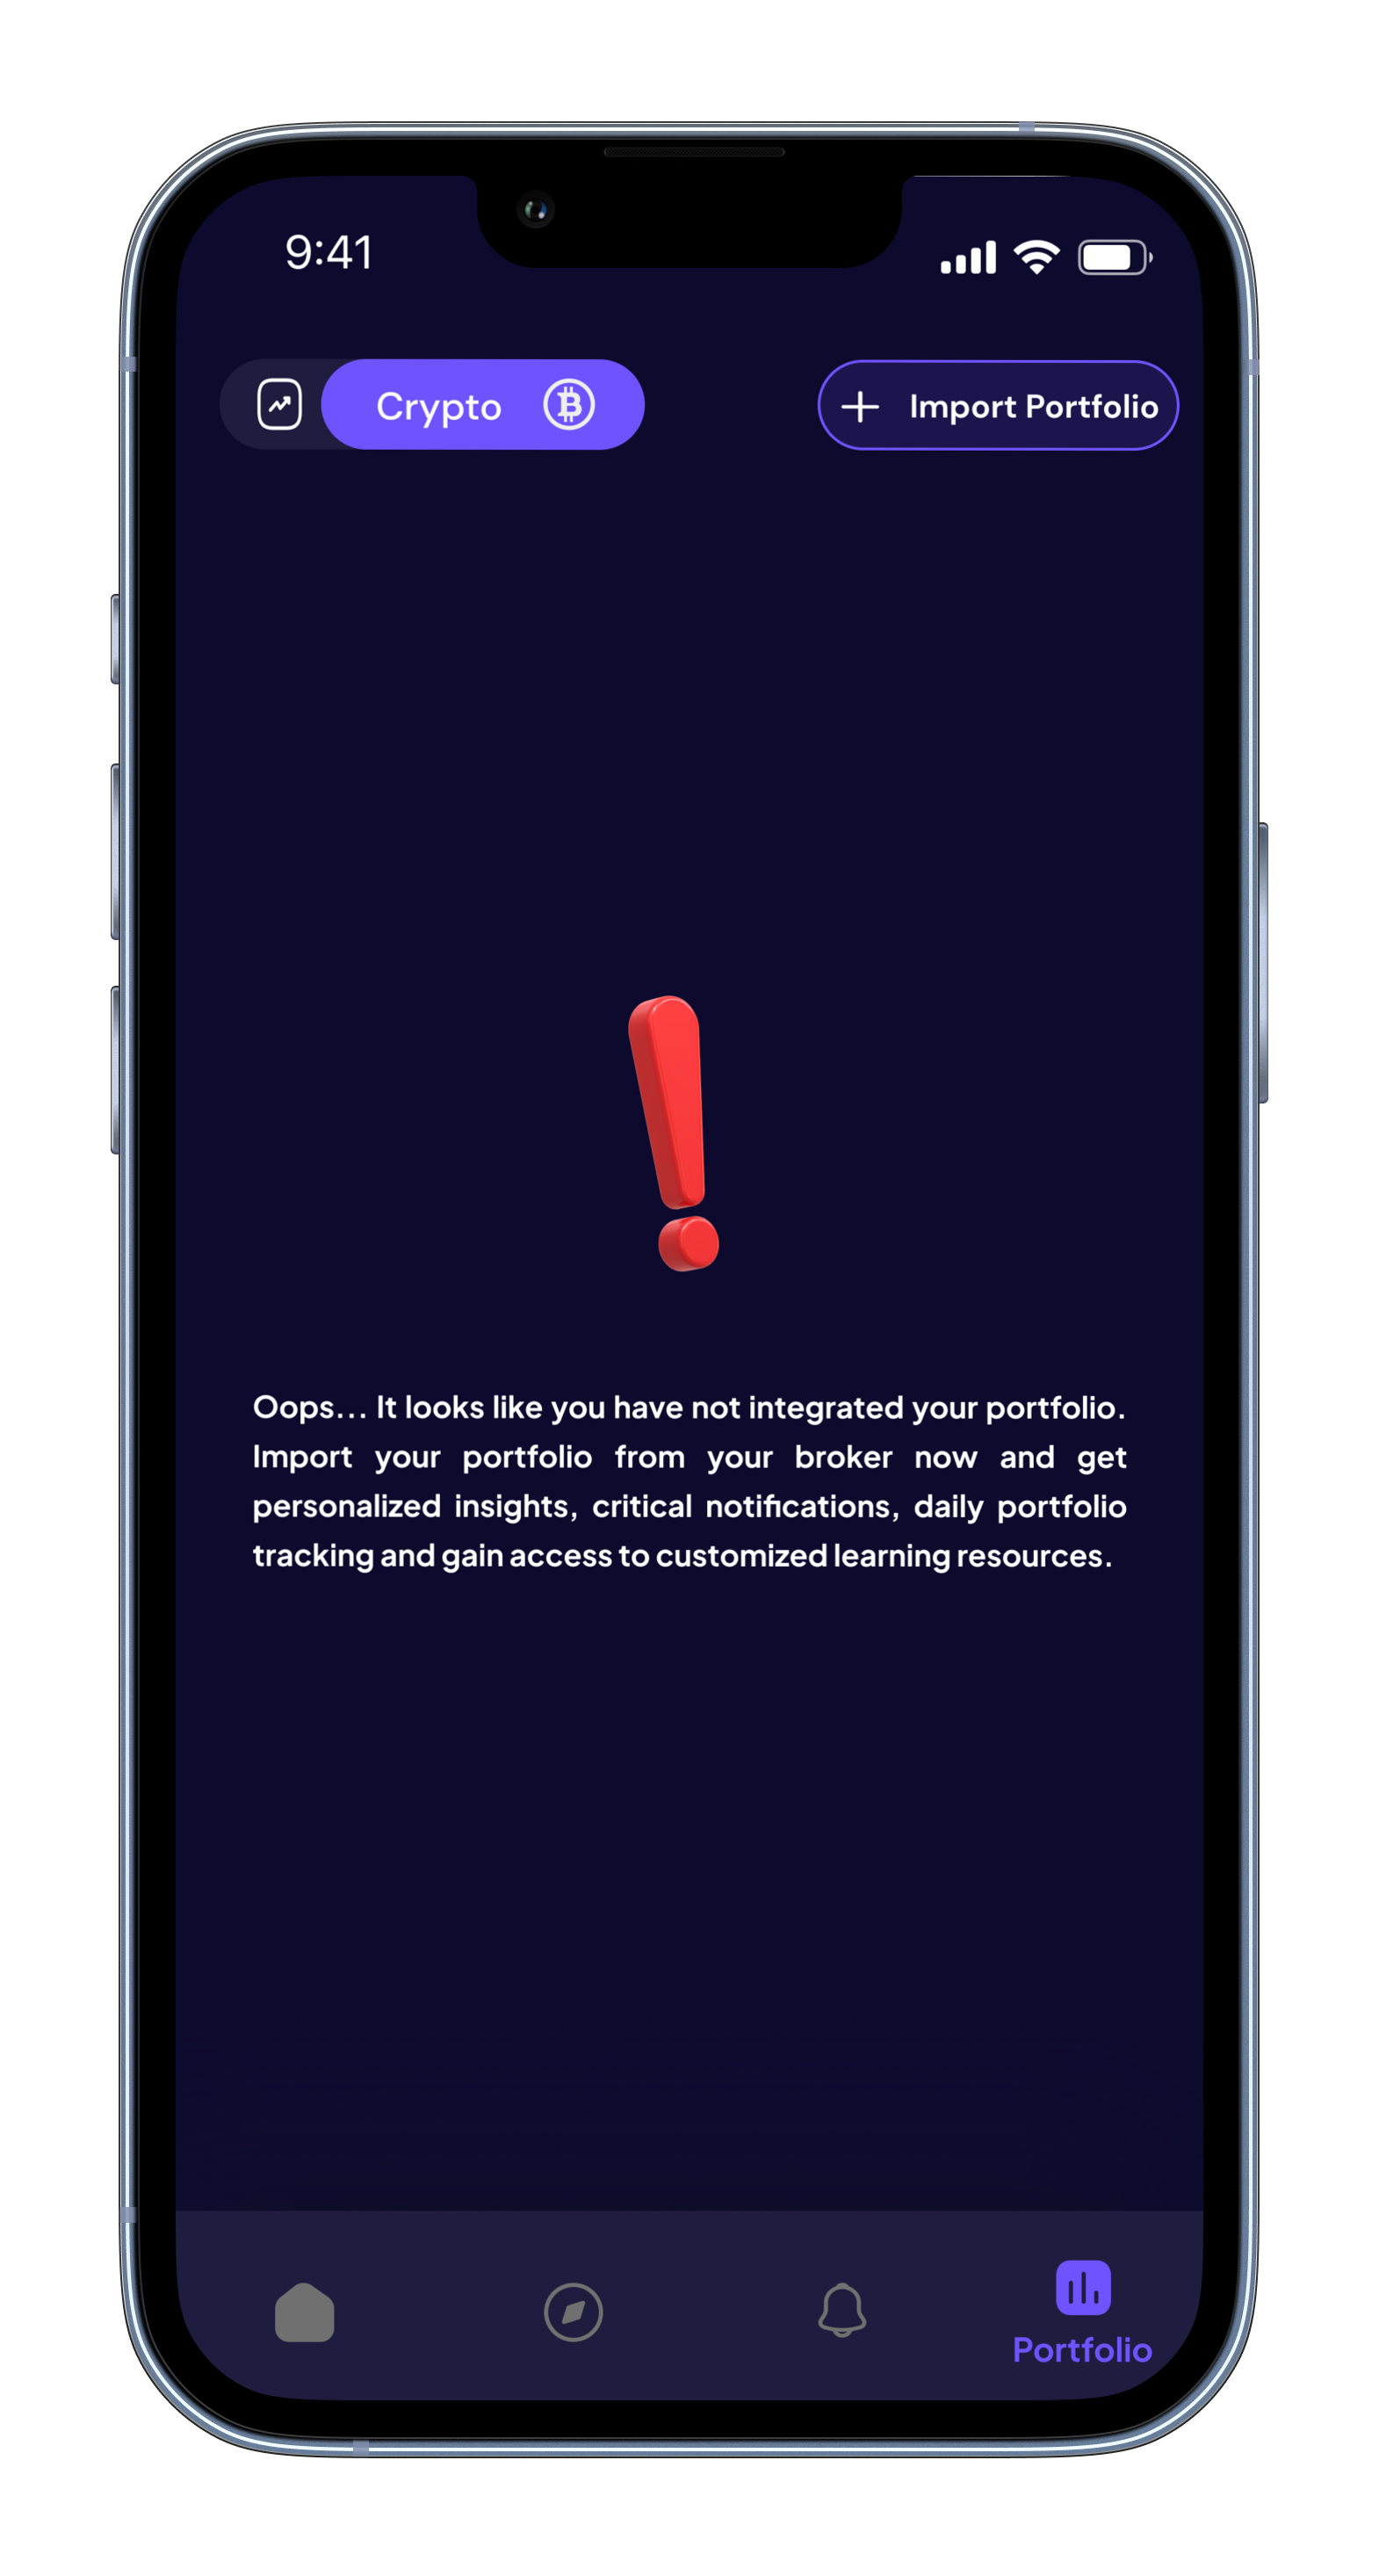 9:41
Crypto
Import Portfolio
Oops... It looks like you have not integrated your portfolio.
Import your portfolio from your broker now and get
personalized insights, critical notifications, daily portfolio
tracking and gain access to customized learning resources.
Portfolio